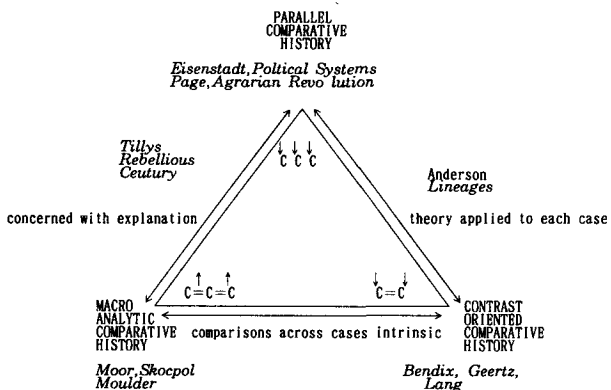 PARALLEL
COMPARATIVE
HISTORY
Eisenstadt,Poltical Systems
Page,Agrarian Revo lution
Tillys
Rebellious
Ceutury
C C C
Anderson
Lineages
concerned with explanation
theory applied to each case
C=C=C
C=C
MACRO
ANALYTIC
COMPARATIVE
HISTORY
comparisons across cases intrinsic
CONTRAST
ORIENTED
COMPARATIVE
HISTORY
Moor,Skocpol
Moulder
Bendix, Geertz,
Lang